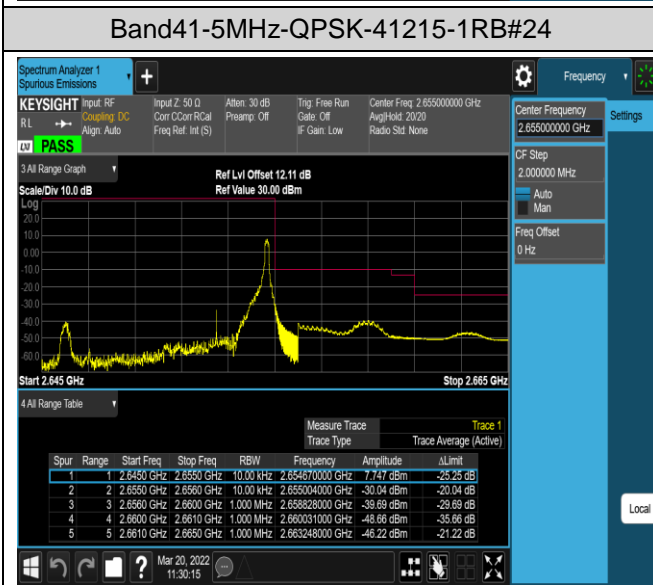 Band41-5MHz-QPSK-41215-1RB#24
Spectrum Analyzer 1
Spurious Emissions
+
Frequency
KEYSIGHT Input: RF Input Z: 50 Ω Atten: 30 dB Trig: Free Run Center Freq: 2.655000000 GHz
RL Coupling: DC Corr CCorr RCal Preamp: Off Gate: Off Avg|Hold: 20/20
Align: Auto Freq Ref: Int (S) IF Gain: Low Radio Std: None
LXI PASS
Center Frequency
2.655000000 GHz
Settings
CF Step
2.000000 MHz
Auto
Man
Freq Offset
0 Hz
3 All Range Graph
Ref Lvl Offset 12.11 dB
Scale/Div 10.0 dB Ref Value 30.00 dBm
Log
20.0
10.0
0.00
-10.0
-20.0
-30.0
-40.0
-50.0
-60.0
Start 2.645 GHz Stop 2.665 GHz
4 All Range Table
Measure Trace Trace 1
Trace Type Trace Average (Active)
Spur Range Start Freq Stop Freq RBW Frequency Amplitude ΔLimit
1 1 2.6450 GHz 2.6550 GHz 10.00 kHz 2.654670000 GHz 7.747 dBm -25.25 dB
2 2 2.6550 GHz 2.6560 GHz 10.00 kHz 2.655004000 GHz -30.04 dBm -20.04 dB
3 3 2.6560 GHz 2.6600 GHz 1.000 MHz 2.658828000 GHz -39.69 dBm -29.69 dB
4 4 2.6600 GHz 2.6610 GHz 1.000 MHz 2.660031000 GHz -48.66 dBm -35.66 dB
5 5 2.6610 GHz 2.6650 GHz 1.000 MHz 2.663248000 GHz -46.22 dBm -21.22 dB
Local
? Mar 20, 2022
11:30:15